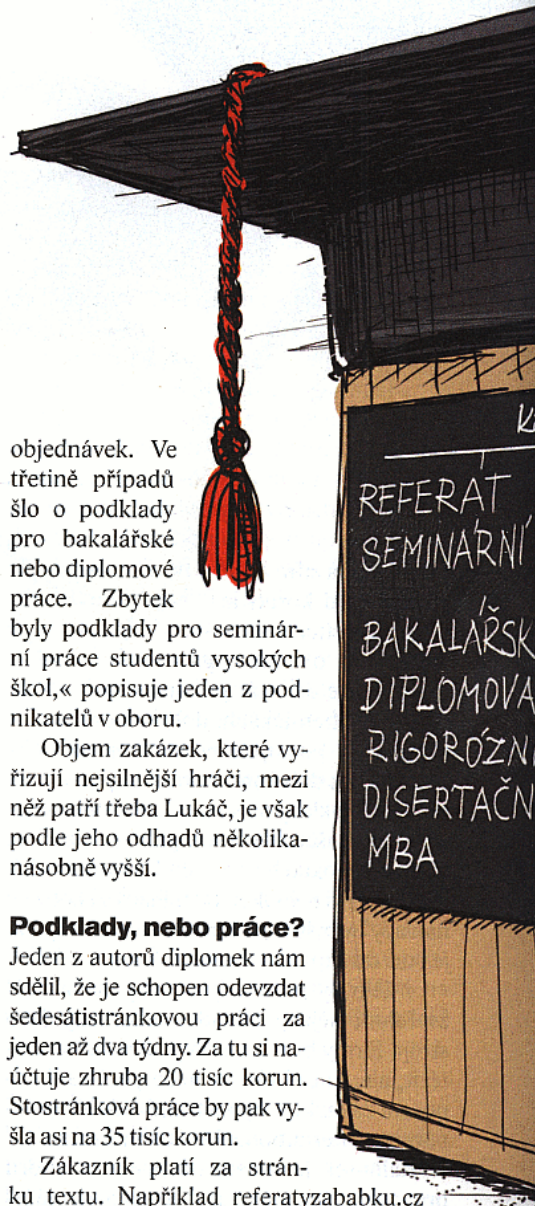 objednávek. Ve
třetině případů
šlo o podklady
pro bakalářské
nebo diplomové
práce. Zbytek
byly podklady pro seminár-
ní práce studentů vysokých
škol,« popisuje jeden z pod-
nikatelů v oboru.
Objem zakázek, které vy-
řizují nejsilnější hráči, mezi
něž patří třeba Lukáč, je však
podle jeho odhadů několika-
násobně vyšší.
Podklady, nebo práce?
Jeden z autorů diplomek nám
sdělil, že je schopen odevzdat
šedesátistránkovou práci za
jeden až dva týdny. Za tu si na-
účtuje zhruba 20 tisíc korun.
Stostránková práce by pak vy-
šla asi na 35 tisíc korun.
Zákazník platí za strán-
ku textu. Například referatyzababku.cz
REFERÁT
SEMINÁRNÍ
BAKALÁŘSK
DIPLOMOVA
RIGORÓZNÍ
DISERTAČN
MBA